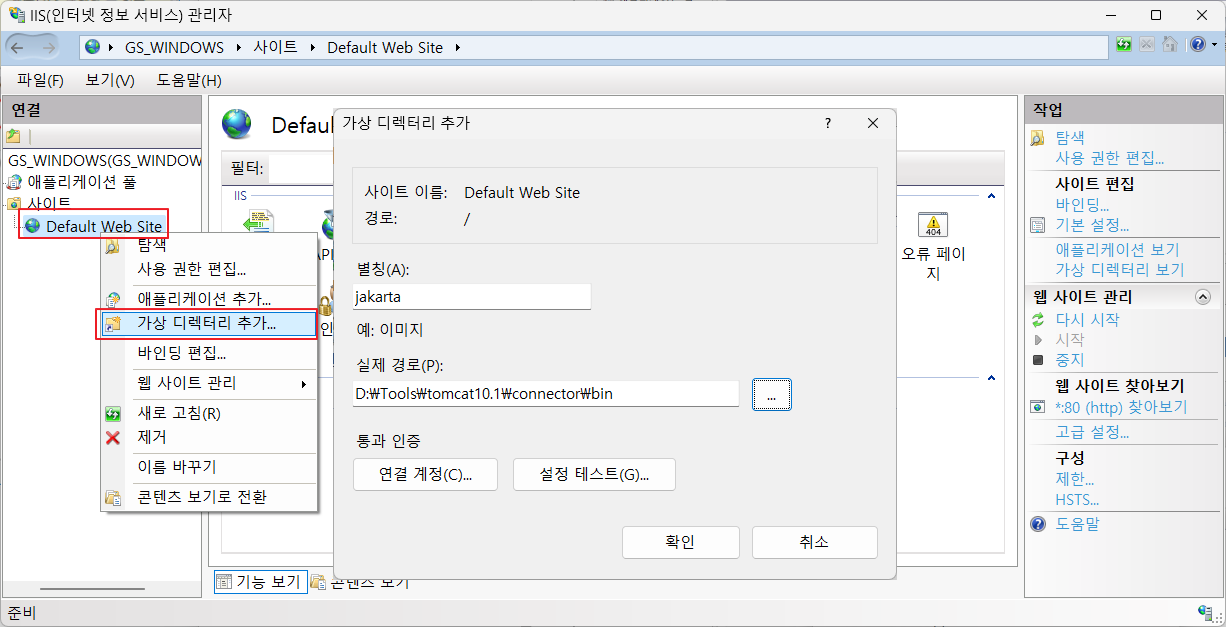 IIS(인터넷 정보 서비스) 관리자
GS_WINDOWS 사이트 Default Web Site
파일(F) 보기(V) 도움말(H)
연결
GS_WINDOWS(GS_WINDOW
애플리케이션 풀
사이트
Default Web Site
탐색
사용 권한 편집...
애플리케이션 추가...
가상 디렉터리 추가...
바인딩 편집...
웹 사이트 관리
새로 고침(R)
제거
이름 바꾸기
콘텐츠 보기로 전환
필터:
IIS
404
오류 페이
지
기능 보기 콘텐츠 보기
가상 디렉터리 추가
?
사이트 이름: Default Web Site
경로: /
별칭(A):
jakarta
예: 이미지
실제 경로(P):
D:₩Tools₩tomcat10.1₩connector₩bin
...
통과 인증
연결 계정(C)... 설정 테스트(G)...
확인 취소
작업
탐색
사용 권한 편집...
사이트 편집
바인딩...
기본 설정...
애플리케이션 보기
가상 디렉터리 보기
웹 사이트 관리
다시 시작
시작
중지
웹 사이트 찾아보기
*:80 (http) 찾아보기
고급 설정...
구성
제한...
HSTS...
도움말
준비